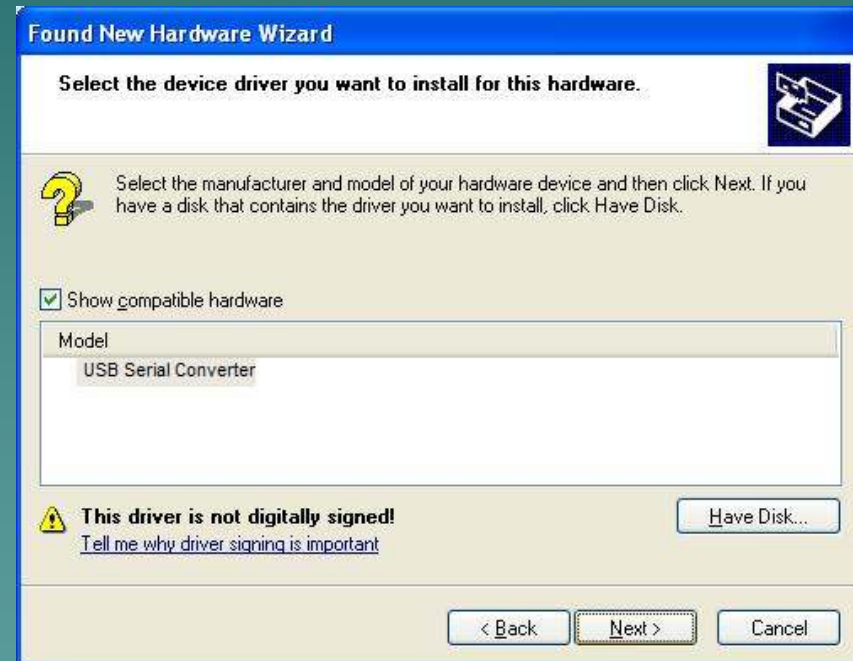 Found New Hardware Wizard
Select the device driver you want to install for this hardware.
Select the manufacturer and model of your hardware device and then click Next. If you
have a disk that contains the driver you want to install, click Have Disk.
Show compatible hardware
Model
USB Serial Converter
This driver is not digitally signed!
Have Disk...
Tell me why driver signing is important
< Back
Next >
Cancel